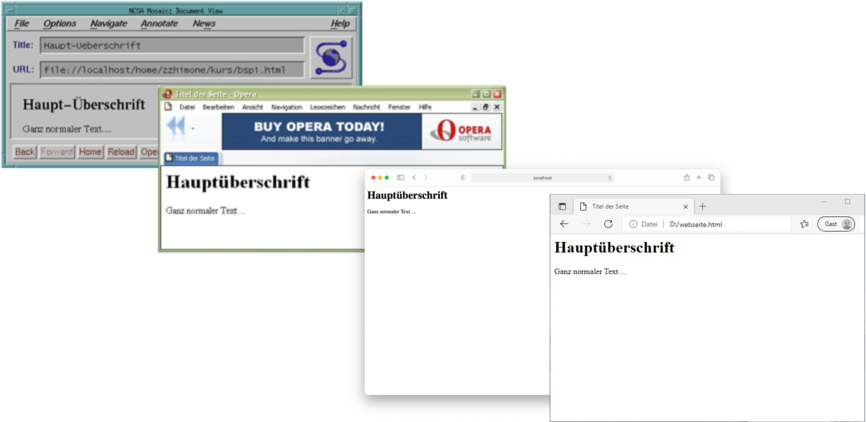 NCSA Mosaic: Document View
File Options Navigate Annotate News Help
Title: Haupt-Ueberschrift
URL: file://localhost/home/zzhimone/kurs/bsp1.html
Haupt-Überschrift
Ganz normaler Text....
Back Forward Home Reload Ope
Titel der Seite - Opera
Datei Bearbeiten Ansicht Navigation Lesezeichen Nachricht Fenster Hilfe
BUY OPERA TODAY!
And make this banner go away.
OPERA
software
Titel der Seite
Hauptüberschrift
Ganz normaler Text ...
localhost
Hauptüberschrift
Ganz normaler Text ...
Titel der Seite
Datei D:/webseite.html Gast
Hauptüberschrift
Ganz normaler Text ...